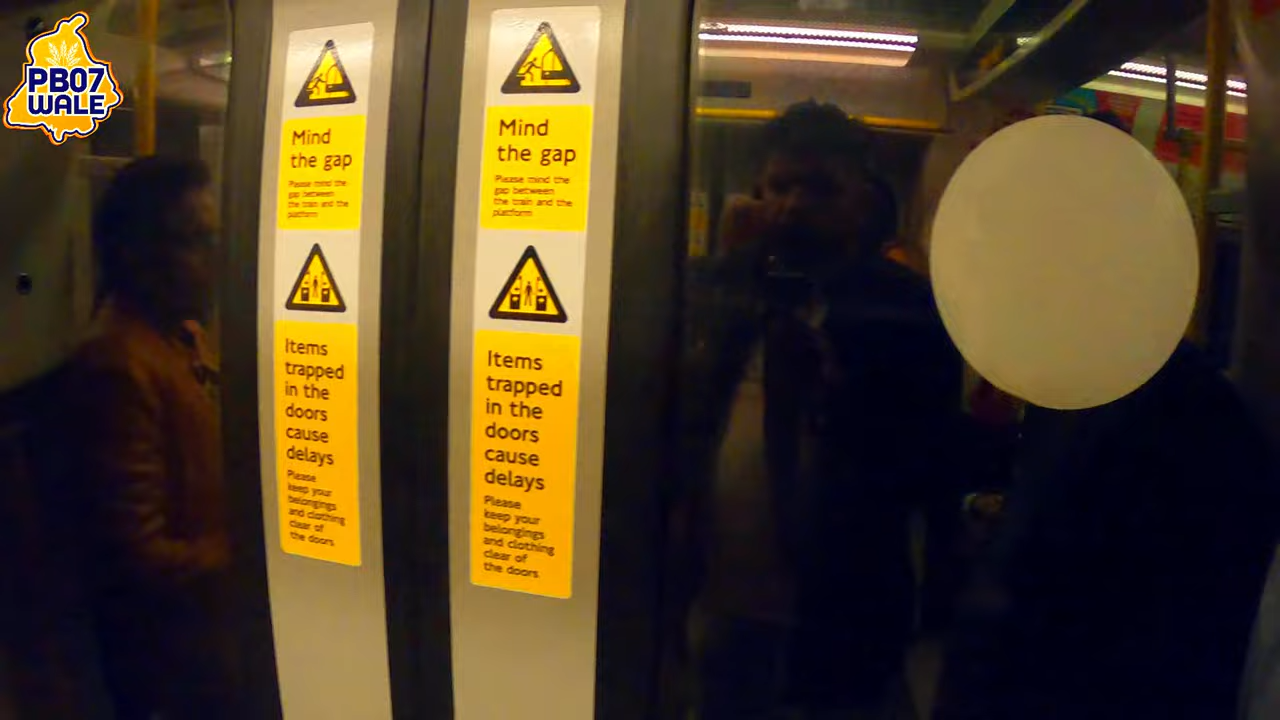 PB07
WALE
Mind
the gap
Please mind the
gap between
the train and the
platform
Items
trapped
in the
doors
cause
delays
Please
keep your
belongings
and clothing
clear of
the doors
Mind
the gap
Please mind the
gap between
the train and the
platform
Items
trapped
in the
doors
cause
delays
Please
keep your
belongings
and clothing
clear of
the doors